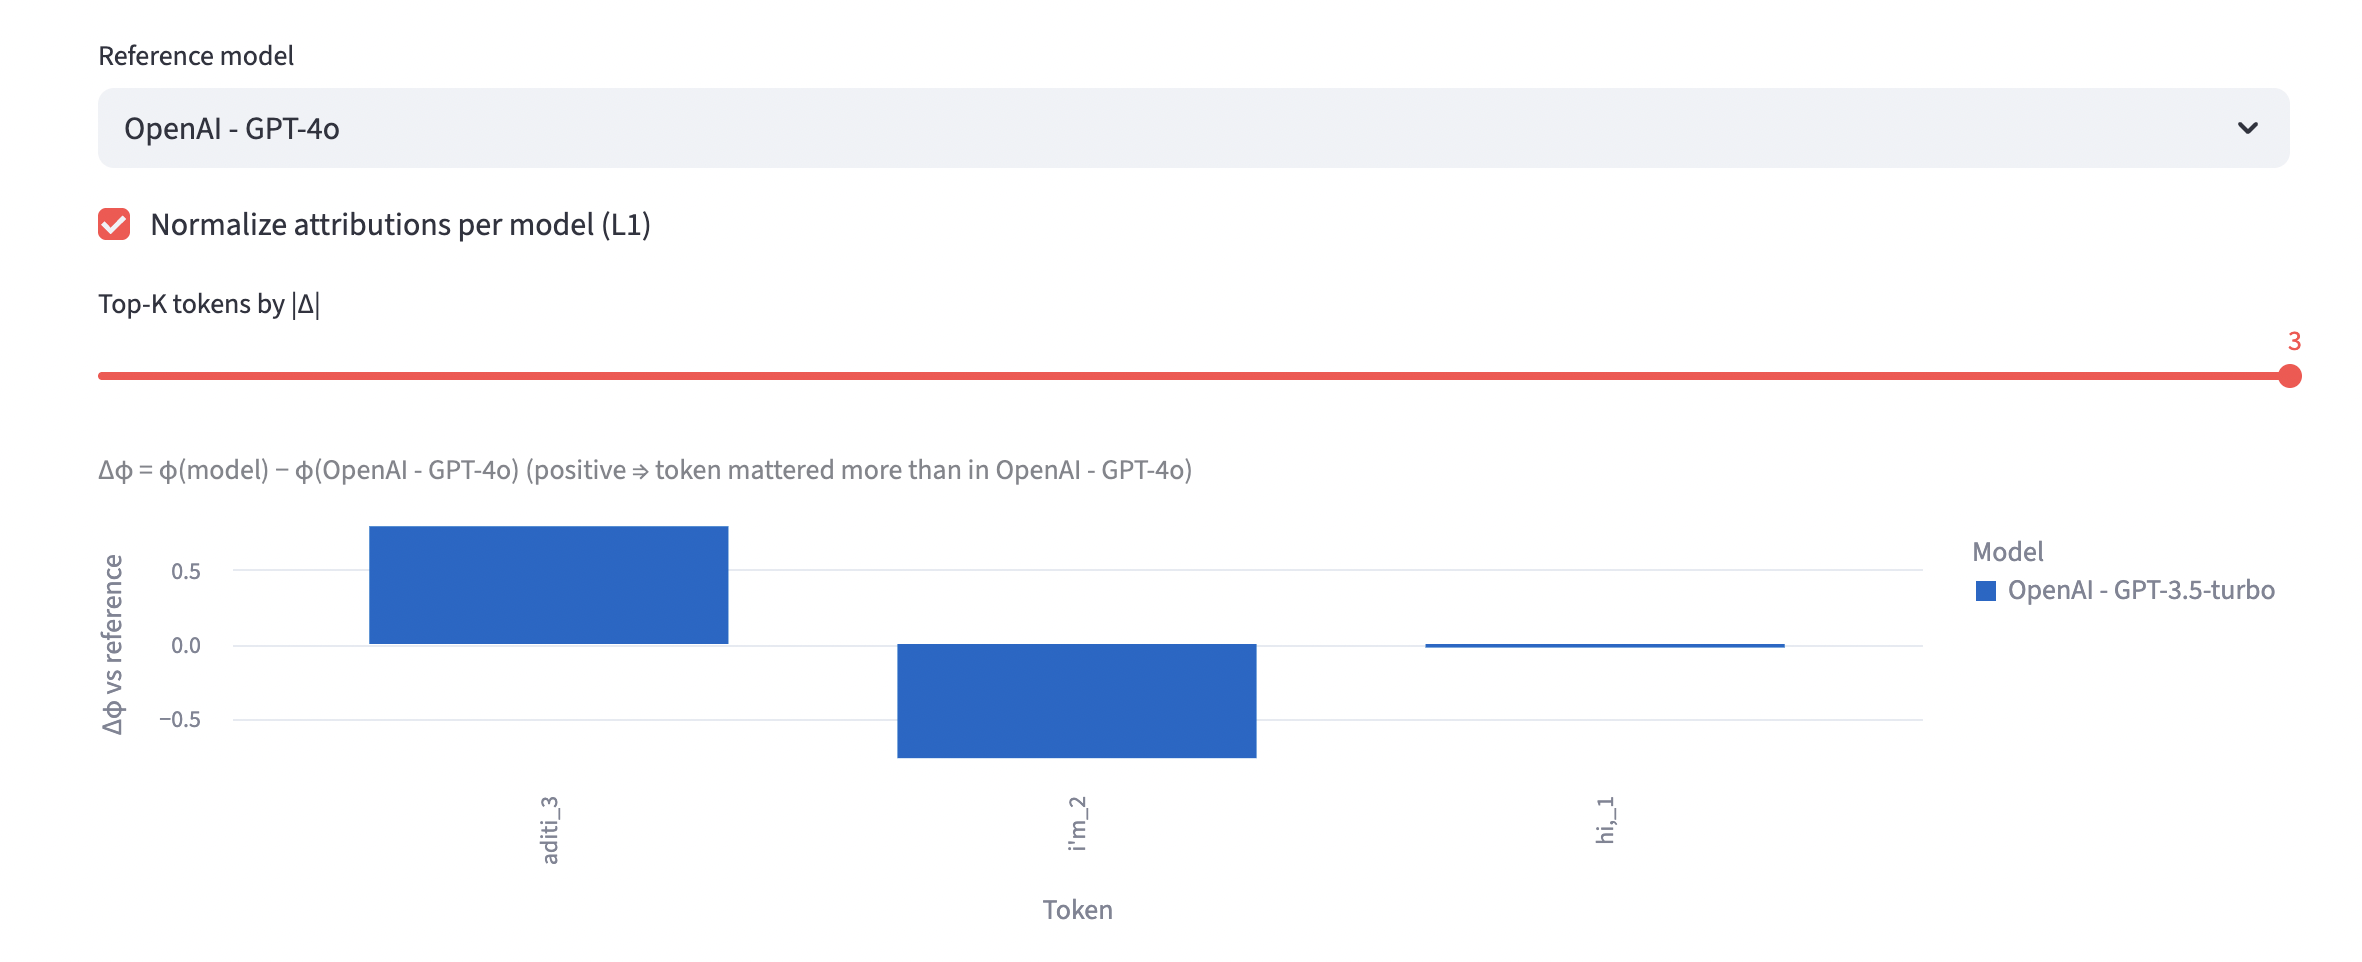 Reference model
OpenAI - GPT-4o
Normalize attributions per model (L1)
Top-K tokens by |Δ|
3
Δϕ = ϕ(model) − ϕ(OpenAI - GPT-4o) (positive ⇒ token mattered more than in OpenAI - GPT-4o)
Δϕ vs reference
0.5
0.0
−0.5
Model
OpenAI - GPT-3.5-turbo
aditi_3
i'm_2
hi,_1
Token